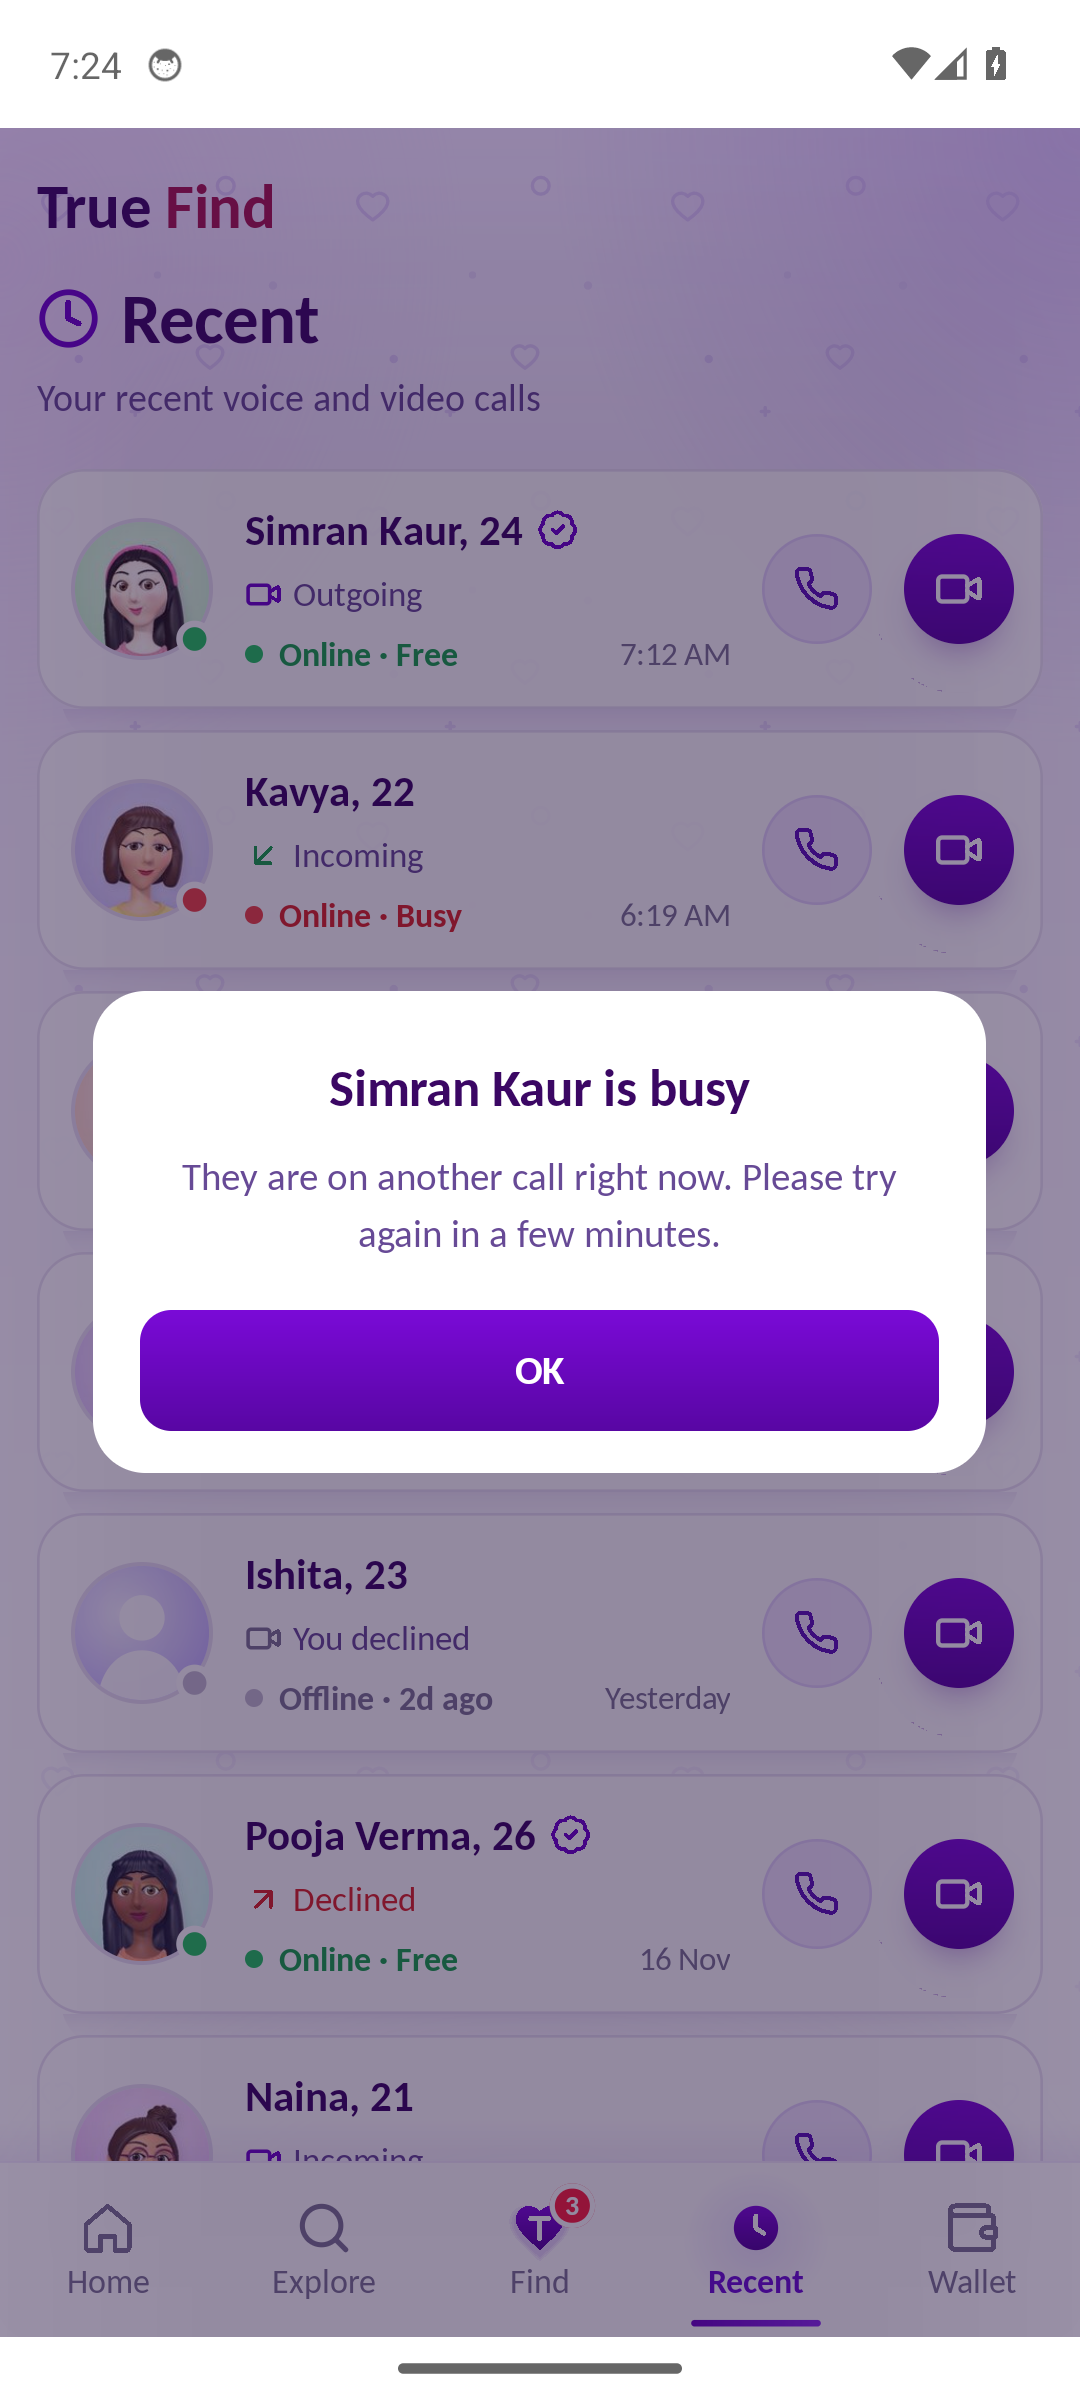 7:24
True Find
Recent
Your recent voice and video calls
Simran Kaur, 24
Outgoing
Online · Free 7:12 AM
Kavya, 22
Incoming
Online · Busy 6:19 AM
Simran Kaur is busy
They are on another call right now. Please try
again in a few minutes.
OK
Ishita, 23
You declined
Offline · 2d ago Yesterday
Pooja Verma, 26
Declined
Online · Free 16 Nov
Naina, 21
Incoming
T 3
Home Explore Find Recent Wallet